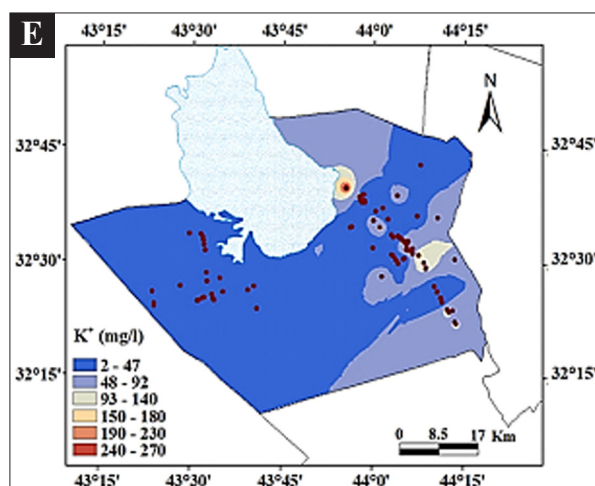 E
43°15' 43°30' 43°45' 44°0' 44°15'
N
32°45' 32°45'
32°30' 32°30'
32°15' 32°15'
K⁺ (mg/l)
2 - 47
48 - 92
93 - 140
150 - 180
190 - 230
240 - 270
0 8.5 17 Km
43°15' 43°30' 43°45' 44°0' 44°15'